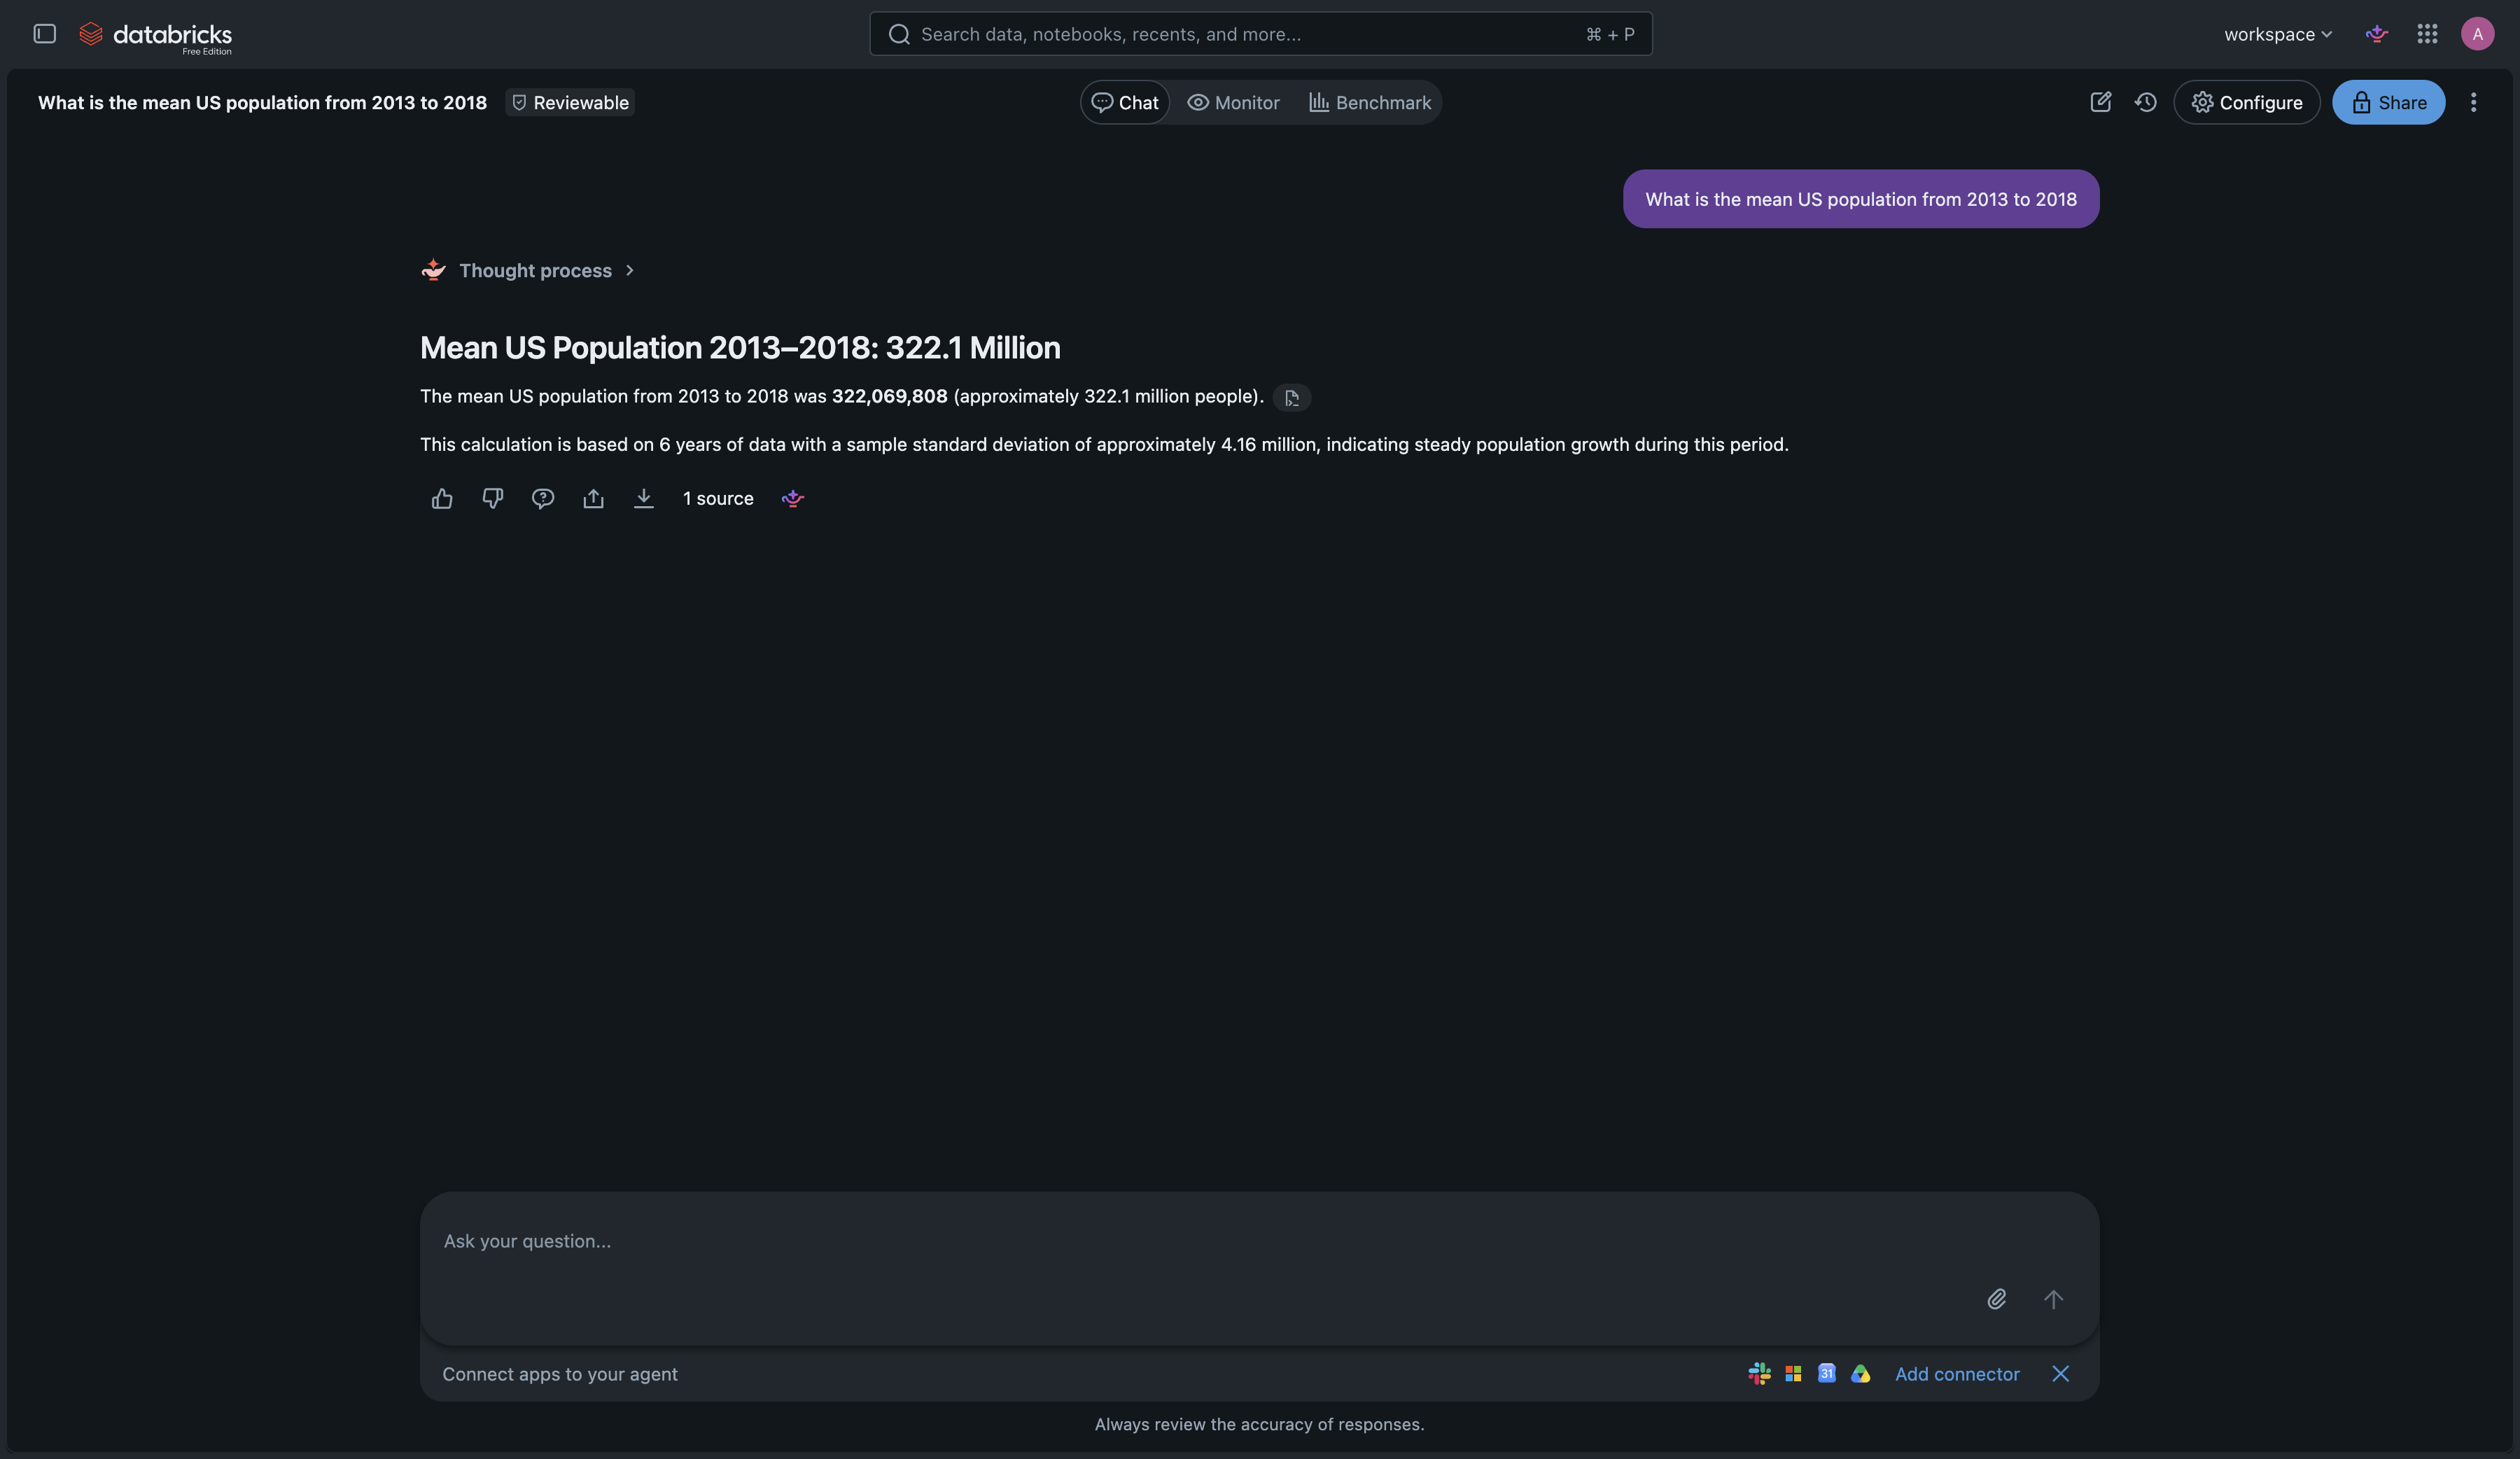 databricks
Free Edition
Search data, notebooks, recents, and more...
⌘ + P
workspace
A
What is the mean US population from 2013 to 2018
Reviewable
Chat
Monitor
Benchmark
Configure
Share
What is the mean US population from 2013 to 2018
Thought process
Mean US Population 2013–2018: 322.1 Million
The mean US population from 2013 to 2018 was 322,069,808 (approximately 322.1 million people).
This calculation is based on 6 years of data with a sample standard deviation of approximately 4.16 million, indicating steady population growth during this period.
1 source
Ask your question...
Connect apps to your agent
31
Add connector
Always review the accuracy of responses.